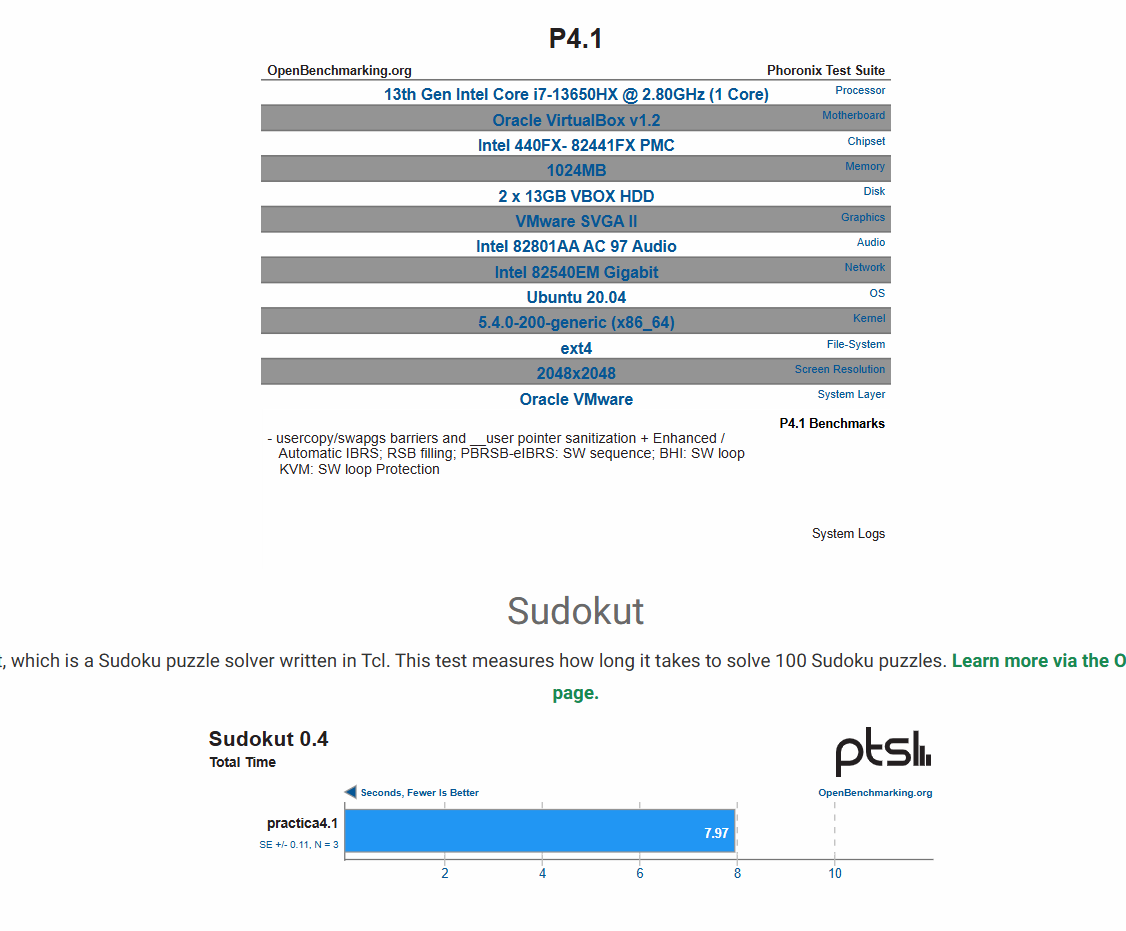 P4.1
OpenBenchmarking.org Phoronix Test Suite
13th Gen Intel Core i7-13650HX @ 2.80GHz (1 Core) Processor
Oracle VirtualBox v1.2 Motherboard
Intel 440FX- 82441FX PMC Chipset
1024MB Memory
2 x 13GB VBOX HDD Disk
VMware SVGA II Graphics
Intel 82801AA AC 97 Audio Audio
Intel 82540EM Gigabit Network
Ubuntu 20.04 OS
5.4.0-200-generic (x86_64) Kernel
ext4 File-System
2048x2048 Screen Resolution
Oracle VMware System Layer
P4.1 Benchmarks
- usercopy/swapgs barriers and __user pointer sanitization + Enhanced /
Automatic IBRS; RSB filling; PBRSB-eIBRS: SW sequence; BHI: SW loop
KVM: SW loop Protection
System Logs
Sudokut
, which is a Sudoku puzzle solver written in Tcl. This test measures how long it takes to solve 100 Sudoku puzzles. Learn more via the O
page.
Sudokut 0.4
Total Time
ptsl
Seconds, Fewer Is Better OpenBenchmarking.org
practica4.1
7.97
SE +/- 0.11, N = 3
2 4 6 8 10